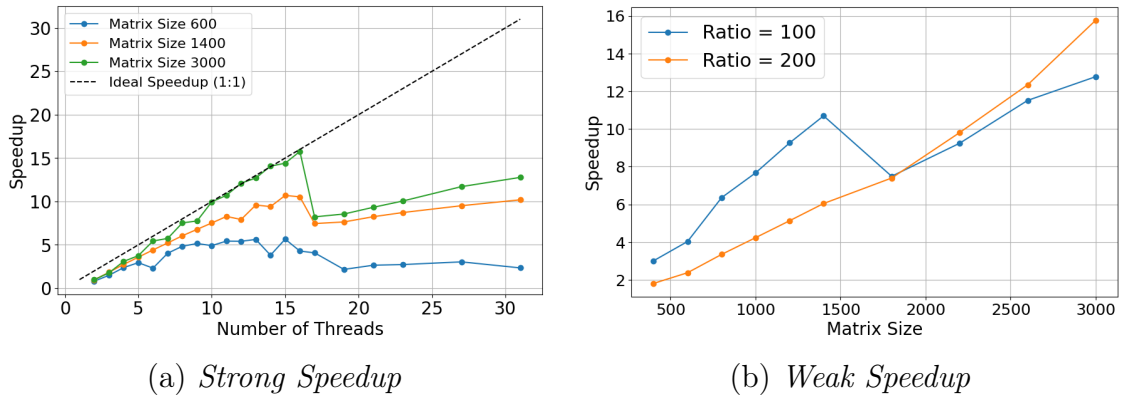 Matrix Size 600
Matrix Size 1400
Matrix Size 3000
Ideal Speedup (1:1)
30
25
20
15
10
5
0
Speedup
0 5 10 15 20 25 30
Number of Threads
(a) Strong Speedup
Ratio = 100
Ratio = 200
16
14
12
10
8
6
4
2
Speedup
500 1000 1500 2000 2500 3000
Matrix Size
(b) Weak Speedup